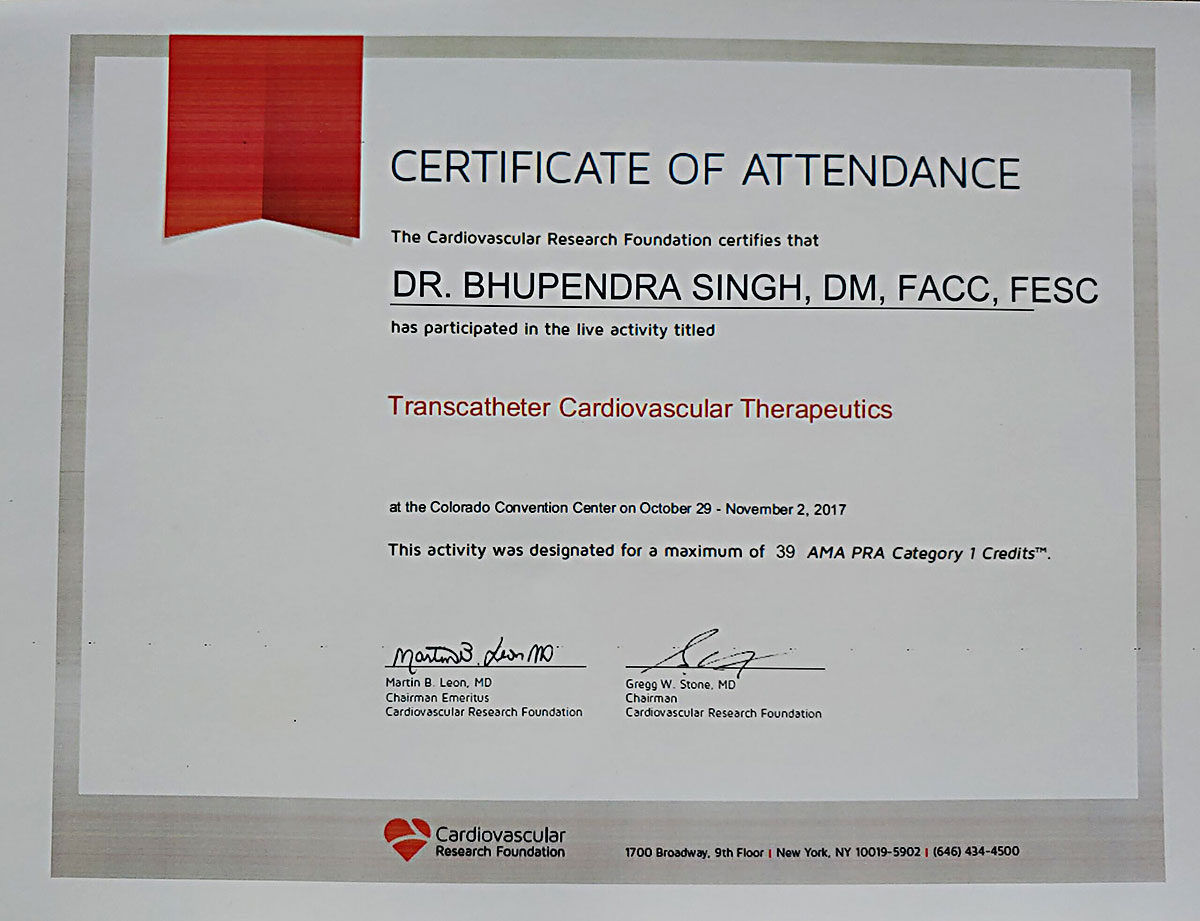 CERTIFICATE OF ATTENDANCE
The Cardiovascular Research Foundation certifies that
DR. BHUPENDRA SINGH, DM, FACC, FESC
has participated in the live activity titled
Transcatheter Cardiovascular Therapeutics
at the Colorado Convention Center on October 29 - November 2, 2017
This activity was designated for a maximum of 39 AMA PRA Category 1 Credits™.
Martin B. Leon MD
Martin B. Leon, MD
Chairman Emeritus
Cardiovascular Research Foundation
Gregg W. Stone, MD
Chairman
Cardiovascular Research Foundation
Cardiovascular
Research Foundation
1700 Broadway, 9th Floor | New York, NY 10019-5902 | (646) 434-4500